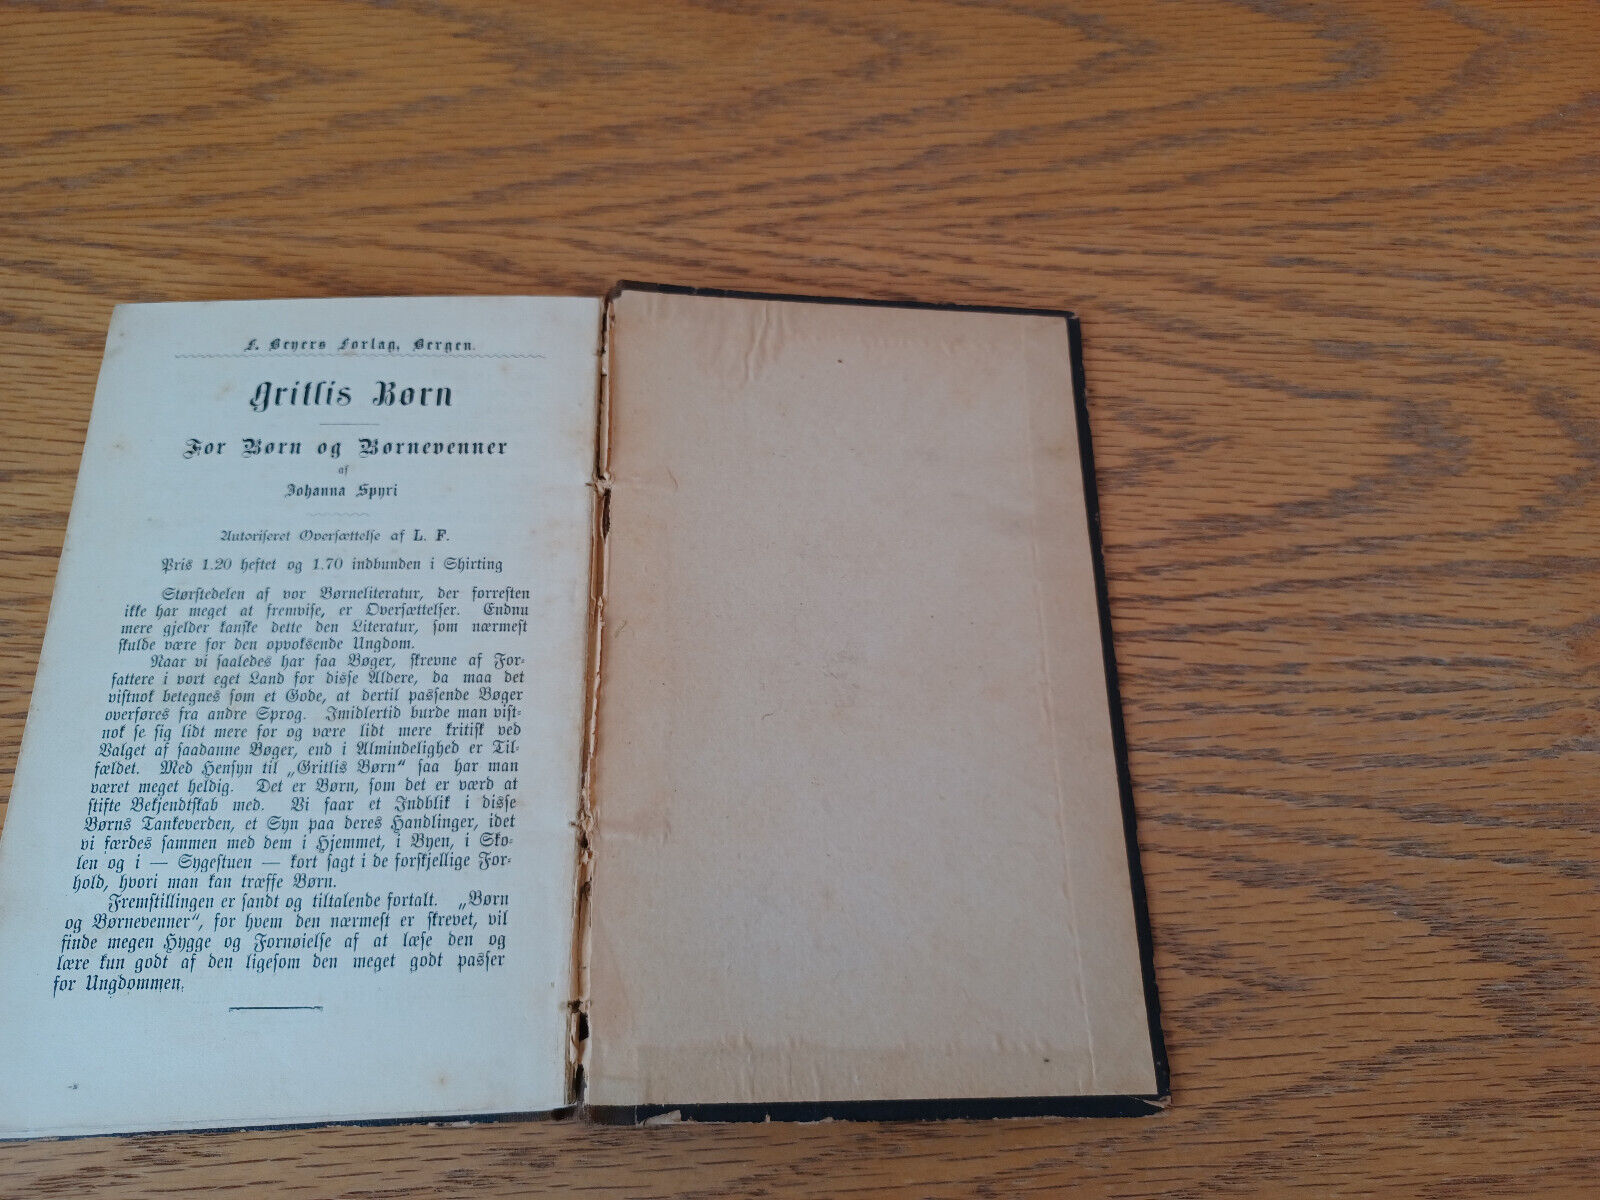 F. Beyers Forlag, Bergen.
Gritlis Børn
For Børn og Børnevenner
af
Johanna Spyri
Autoriseret Oversættelse af L. F.
Pris 1.20 heftet og 1.70 indbunden i Shirting
Størstedelen af vor Børneliteratur, der forresten
ikke har meget at fremvise, er Oversættelser. Endnu
mere gjelder kanske dette den Literatur, som nærmest
skulde være for den opvoksende Ungdom.
Naar vi saaledes har faa Bøger, skrevne af For-
fattere i vort eget Land for disse Aldere, da maa det
vistnok betegnes som et Gode, at dertil passende Bøger
overføres fra andre Sprog. Imidlertid burde man vist-
nok se sig lidt mere for og være lidt mere kritisk ved
Valget af saadanne Bøger, end i Almindelighed er Til-
fældet. Med Hensyn til „Gritlis Børn“ saa har man
været meget heldig. Det er Børn, som det er værd at
stifte Bekjendtskab med. Vi faar et Indblik i disse
Børns Tankeverden, et Syn paa deres Handlinger, idet
vi færdes sammen med dem i Hjemmet, i Byen, i Sko-
len og i — Sygestuen — kort sagt i de forskjellige For-
hold, hvori man kan træffe Børn.
Fremstillingen er sandt og tiltalende fortalt. „Børn
og Børnevenner“, for hvem den nærmest er skrevet, vil
finde megen Hygge og Fornøielse af at læse den og
lære kun godt af den ligesom den meget godt passer
for Ungdommen.